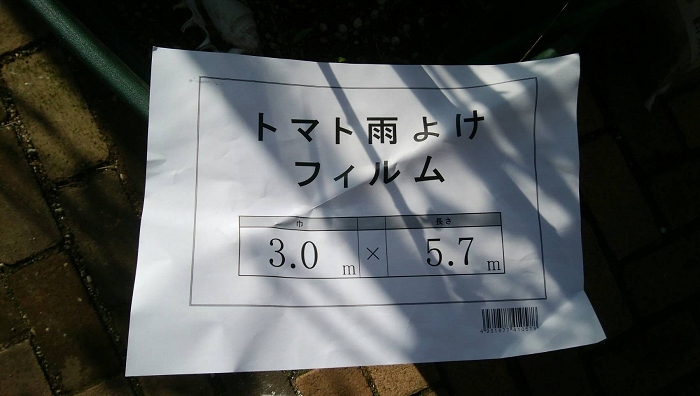 トマト雨よけ
フィルム
巾 長さ
3.0 m × 5.7 m